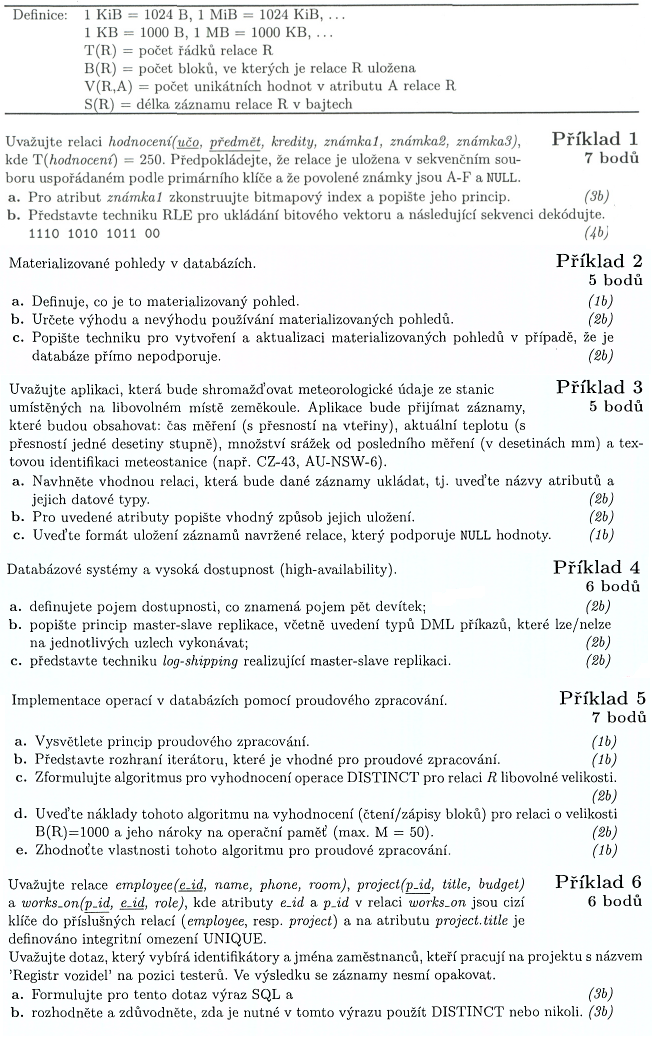 Definice: 1 KiB = 1024 B, 1 MiB = 1024 KiB, ...
1 KB = 1000 B, 1 MB = 1000 KB, ...
T(R) = počet řádků relace R
B(R) = počet bloků, ve kterých je relace R uložena
V(R,A) = počet unikátních hodnot v atributu A relace R
S(R) = délka záznamu relace R v bajtech
Uvažujte relaci hodnocení(učo, předmět, kredity, známka1, známka2, známka3), Příklad 1
kde T(hodnocení) = 250. Předpokládejte, že relace je uložena v sekvenčním sou- 7 bodů
boru uspořádaném podle primárního klíče a že povolené známky jsou A-F a NULL.
a. Pro atribut známka1 zkonstruujte bitmapový index a popište jeho princip. (3b)
b. Představte techniku RLE pro ukládání bitového vektoru a následující sekvenci dekódujte.
1110 1010 1011 00 (4b)
Materializované pohledy v databázích. Příklad 2
5 bodů
a. Definuje, co je to materializovaný pohled. (1b)
b. Určete výhodu a nevýhodu používání materializovaných pohledů. (2b)
c. Popište techniku pro vytvoření a aktualizaci materializovaných pohledů v případě, že je
databáze přímo nepodporuje. (2b)
Uvažujte aplikaci, která bude shromažďovat meteorologické údaje ze stanic Příklad 3
umístěných na libovolném místě zeměkoule. Aplikace bude přijímat záznamy, 5 bodů
které budou obsahovat: čas měření (s přesností na vteřiny), aktuální teplotu (s
přesností jedné desetiny stupně), množství srážek od posledního měření (v desetinách mm) a tex-
tovou identifikaci meteostanice (např. CZ-43, AU-NSW-6).
a. Navhněte vhodnou relaci, která bude dané záznamy ukládat, tj. uveďte názvy atributů a
jejich datové typy. (2b)
b. Pro uvedené atributy popište vhodný způsob jejich uložení. (2b)
c. Uveďte formát uložení záznamů navržené relace, který podporuje NULL hodnoty. (1b)
Databázové systémy a vysoká dostupnost (high-availability). Příklad 4
6 bodů
a. definujete pojem dostupnosti, co znamená pojem pět devítek; (2b)
b. popište princip master-slave replikace, včetně uvedení typů DML příkazů, které lze/nelze
na jednotlivých uzlech vykonávat; (2b)
c. představte techniku log-shipping realizující master-slave replikaci. (2b)
Implementace operací v databázích pomocí proudového zpracování. Příklad 5
7 bodů
a. Vysvětlete princip proudového zpracování. (1b)
b. Představte rozhraní iterátoru, které je vhodné pro proudové zpracování. (1b)
c. Zformulujte algoritmus pro vyhodnocení operace DISTINCT pro relaci R libovolné velikosti.
(2b)
d. Uveďte náklady tohoto algoritmu na vyhodnocení (čtení/zápisy bloků) pro relaci o velikosti
B(R)=1000 a jeho nároky na operační paměť (max. M = 50). (2b)
e. Zhodnoťte vlastnosti tohoto algoritmu pro proudové zpracování. (1b)
Uvažujte relace employee(e_id, name, phone, room), project(p_id, title, budget) Příklad 6
a works_on(p_id, e_id, role), kde atributy e_id a p_id v relaci works_on jsou cizí 6 bodů
klíče do příslušných relací (employee, resp. project) a na atributu project.title je
definováno integritní omezení UNIQUE.
Uvažujte dotaz, který vybírá identifikátory a jména zaměstnanců, kteří pracují na projektu s názvem
'Registr vozidel' na pozici testerů. Ve výsledku se záznamy nesmí opakovat.
a. Formulujte pro tento dotaz výraz SQL a (3b)
b. rozhodněte a zdůvodněte, zda je nutné v tomto výrazu použít DISTINCT nebo nikoli. (3b)